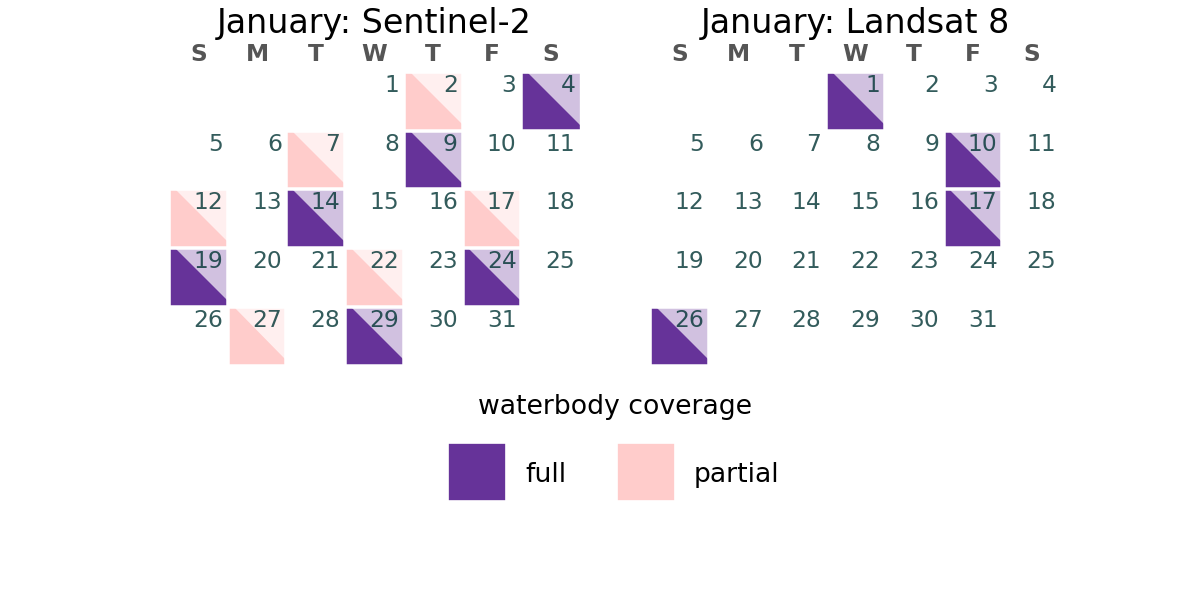 January: Sentinel-2
S M T W T F S
1 2 3 4
5 6 7 8 9 10 11
12 13 14 15 16 17 18
19 20 21 22 23 24 25
26 27 28 29 30 31
January: Landsat 8
S M T W T F S
1 2 3 4
5 6 7 8 9 10 11
12 13 14 15 16 17 18
19 20 21 22 23 24 25
26 27 28 29 30 31
waterbody coverage
full partial